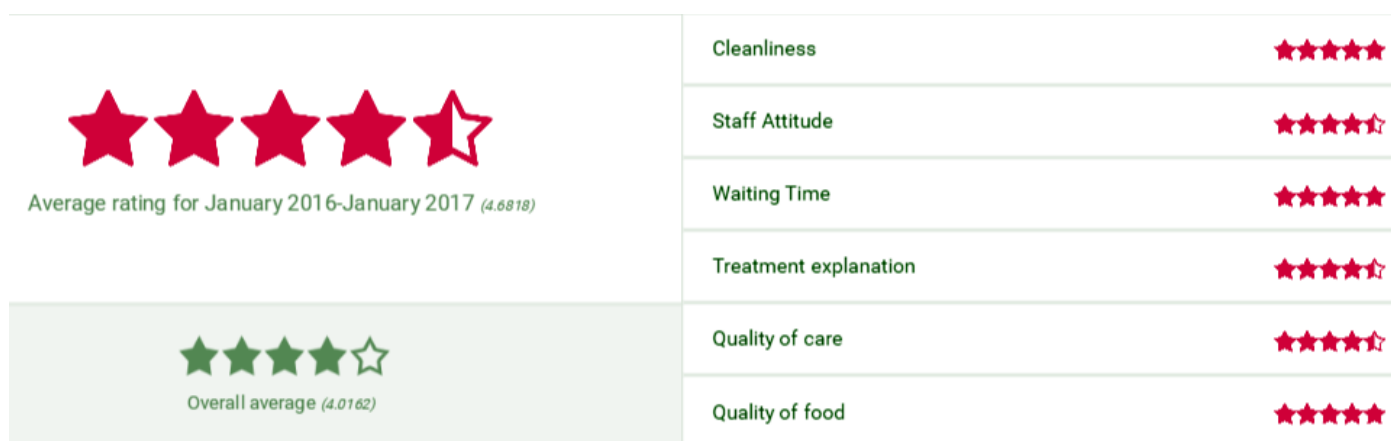 Average rating for January 2016-January 2017 (4.6818)
Overall average (4.0162)
Cleanliness
Staff Attitude
Waiting Time
Treatment explanation
Quality of care
Quality of food